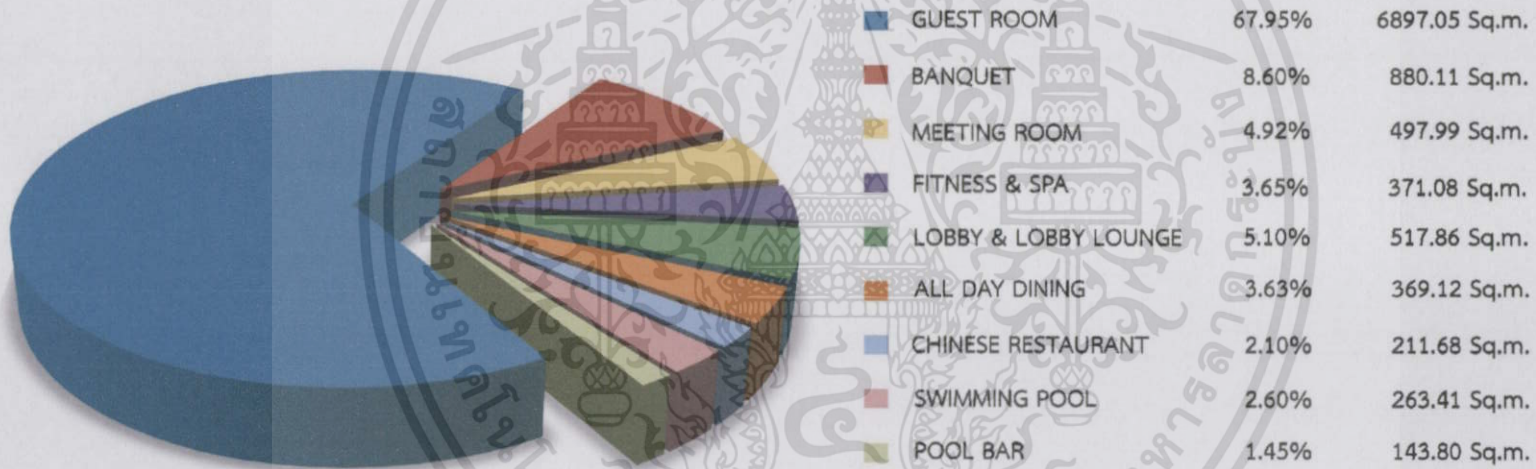 GUEST ROOM 67.95% 6897.05 Sq.m.
BANQUET 8.60% 880.11 Sq.m.
MEETING ROOM 4.92% 497.99 Sq.m.
FITNESS & SPA 3.65% 371.08 Sq.m.
LOBBY & LOBBY LOUNGE 5.10% 517.86 Sq.m.
ALL DAY DINING 3.63% 369.12 Sq.m.
CHINESE RESTAURANT 2.10% 211.68 Sq.m.
SWIMMING POOL 2.60% 263.41 Sq.m.
POOL BAR 1.45% 143.80 Sq.m.